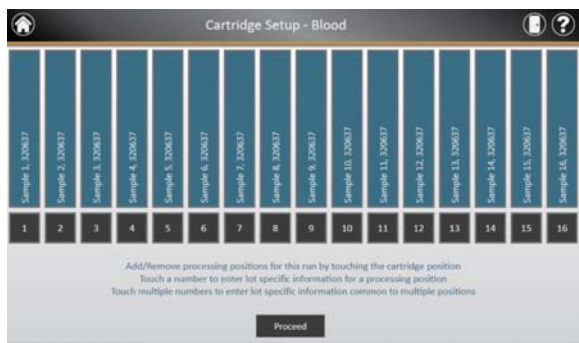 Cartridge Setup - Blood
?
Sample 1, 320637
Sample 2, 320637
Sample 3, 320637
Sample 4, 320637
Sample 5, 320637
Sample 6, 320637
Sample 7, 320637
Sample 8, 320637
Sample 9, 320637
Sample 10, 320637
Sample 11, 320637
Sample 12, 320637
Sample 13, 320637
Sample 14, 320637
Sample 15, 320637
Sample 16, 320637
1 2 3 4 5 6 7 8 9 10 11 12 13 14 15 16
Add/Remove processing positions for this run by touching the cartridge position
Touch a number to enter lot specific information for a processing position
Touch multiple numbers to enter lot specific information common to multiple positions
Proceed